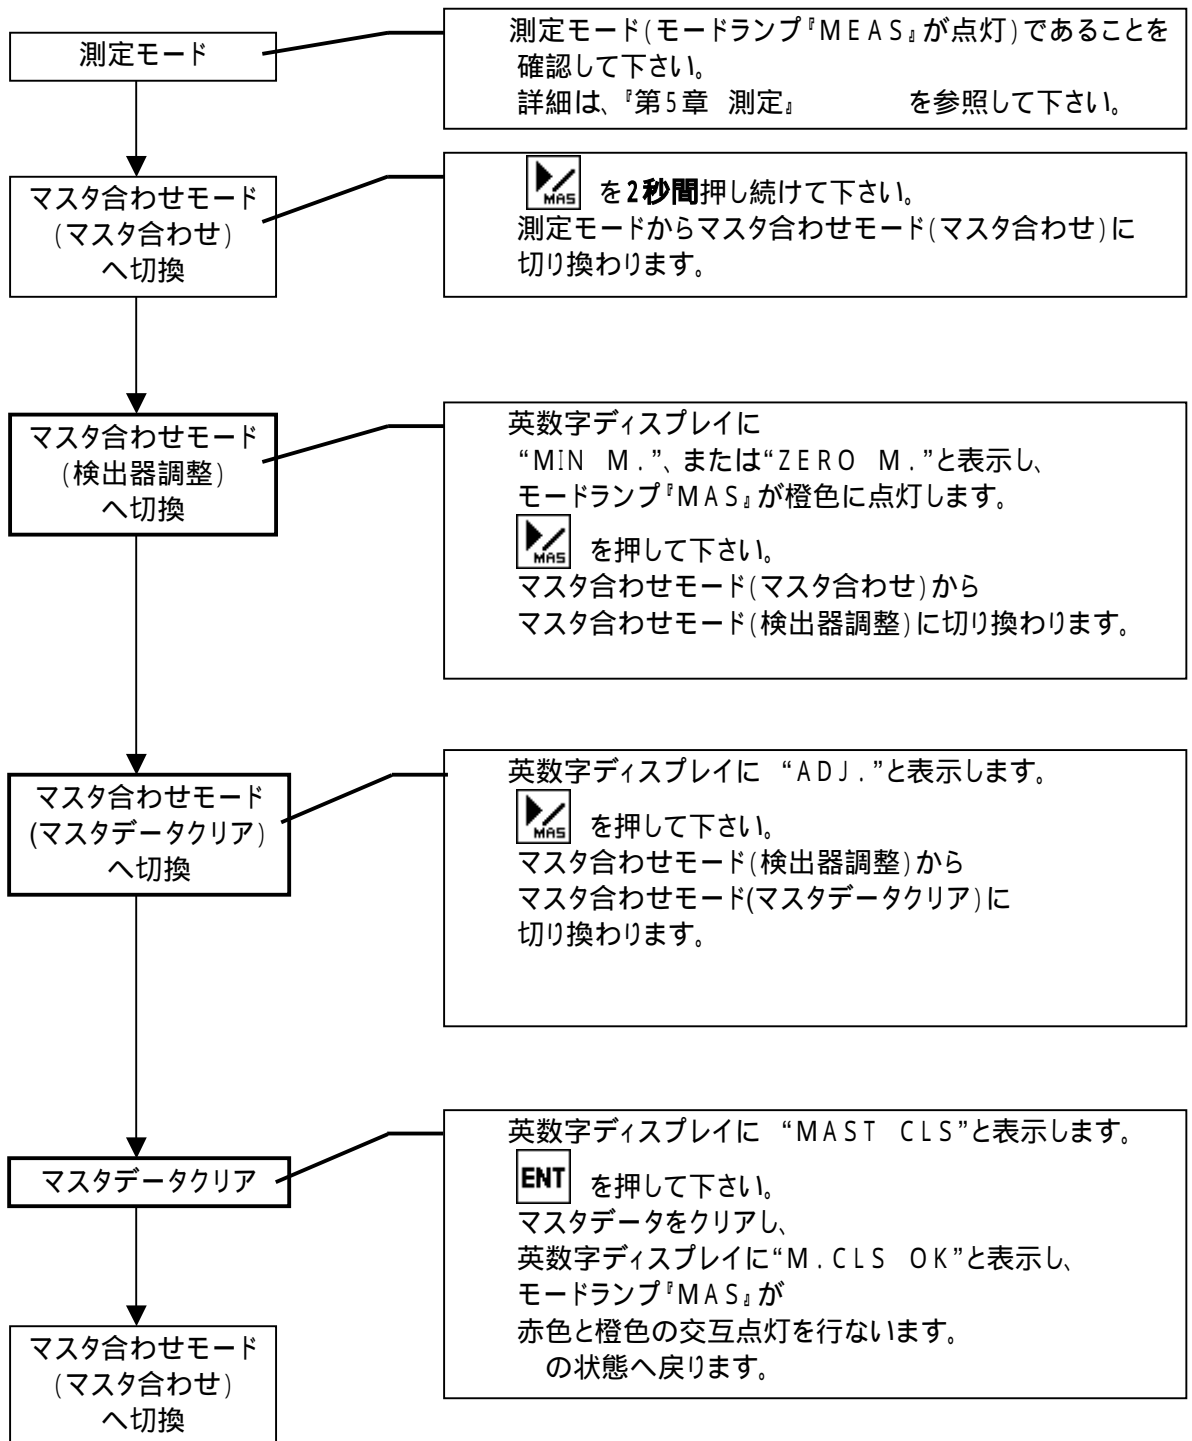 測定モード
測定モード(モードランプ『MEAS』が点灯)であることを
確認して下さい。
詳細は、『第5章 測定』 を参照して下さい。
マスタ合わせモード
(マスタ合わせ)
へ切換
MAS を2秒間押し続けて下さい。
測定モードからマスタ合わせモード(マスタ合わせ)に
切り換わります。
マスタ合わせモード
(検出器調整)
へ切換
英数字ディスプレイに
“MIN M.”、または“ZERO M.”と表示し、
モードランプ『MAS』が橙色に点灯します。
MAS を押して下さい。
マスタ合わせモード(マスタ合わせ)から
マスタ合わせモード(検出器調整)に切り換わります。
マスタ合わせモード
(マスタデータクリア)
へ切換
英数字ディスプレイに “ADJ.”と表示します。
MAS を押して下さい。
マスタ合わせモード(検出器調整)から
マスタ合わせモード(マスタデータクリア)に
切り換わります。
マスタデータクリア
英数字ディスプレイに “MAST CLS”と表示します。
ENT を押して下さい。
マスタデータをクリアし、
英数字ディスプレイに“M.CLS OK”と表示し、
モードランプ『MAS』が
赤色と橙色の交互点灯を行ないます。
の状態へ戻ります。
マスタ合わせモード
(マスタ合わせ)
へ切換